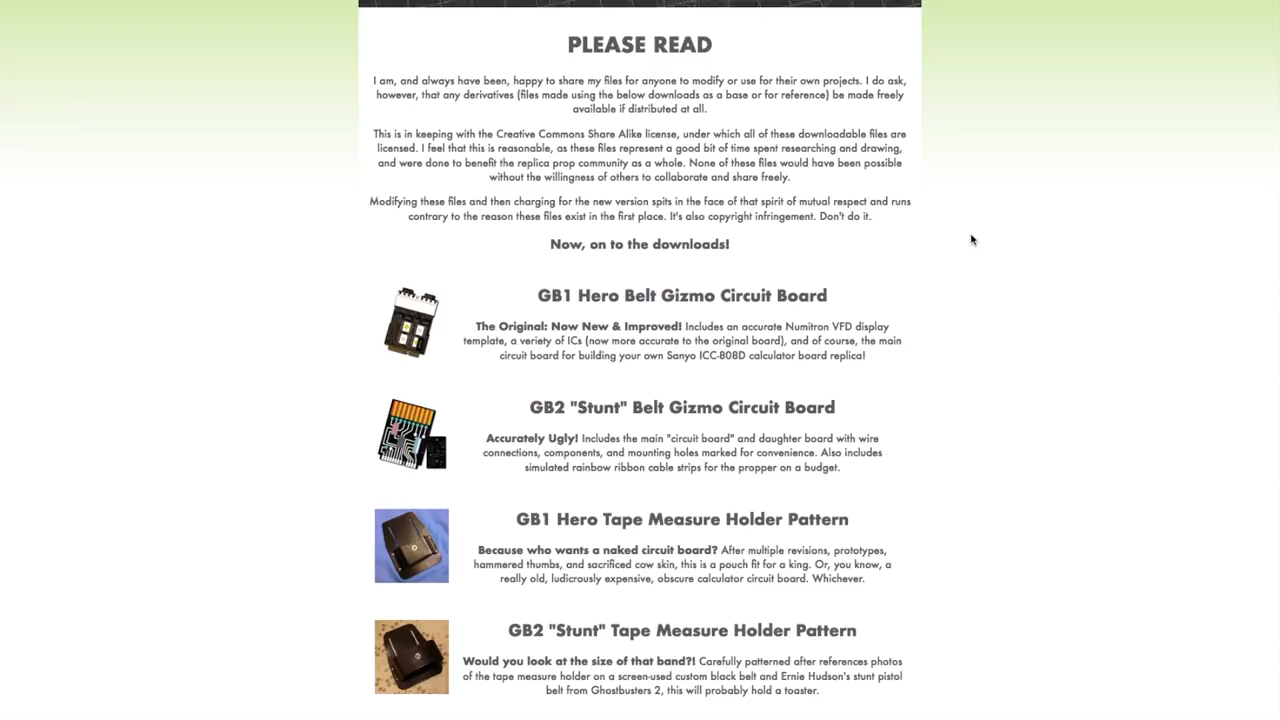 PLEASE READ
I am, and always have been, happy to share my files for anyone to modify or use for their own projects. I do ask,
however, that any derivatives (files made using the below downloads as a base or for reference) be made freely
available if distributed at all.
This is in keeping with the Creative Commons Share Alike license, under which all of these downloadable files are
licensed. I feel that this is reasonable, as these files represent a good bit of time spent researching and drawing,
and were done to benefit the replica prop community as a whole. None of these files would have been possible
without the willingness of others to collaborate and share freely.
Modifying these files and then charging for the new version spits in the face of that spirit of mutual respect and runs
contrary to the reason these files exist in the first place. It's also copyright infringement. Don't do it.
Now, on to the downloads!
GB1 Hero Belt Gizmo Circuit Board
The Original: Now New & Improved! Includes an accurate Numitron VFD display
template, a variety of ICs (now more accurate to the original board), and of course, the main
circuit board for building your own Sanyo ICC-808D calculator board replica!
GB2 "Stunt" Belt Gizmo Circuit Board
Accurately Ugly! Includes the main "circuit board" and daughter board with wire
connections, components, and mounting holes marked for convenience. Also includes
simulated rainbow ribbon cable strips for the propper on a budget.
GB1 Hero Tape Measure Holder Pattern
Because who wants a naked circuit board? After multiple revisions, prototypes,
hammered thumbs, and sacrificed cow skin, this is a pouch fit for a king. Or, you know, a
really old, ludicrously expensive, obscure calculator circuit board. Whichever.
GB2 "Stunt" Tape Measure Holder Pattern
Would you look at the size of that band?! Carefully patterned after references photos
of the tape measure holder on a screen-used custom black belt and Ernie Hudson's stunt pistol
belt from Ghostbusters 2, this will probably hold a toaster.